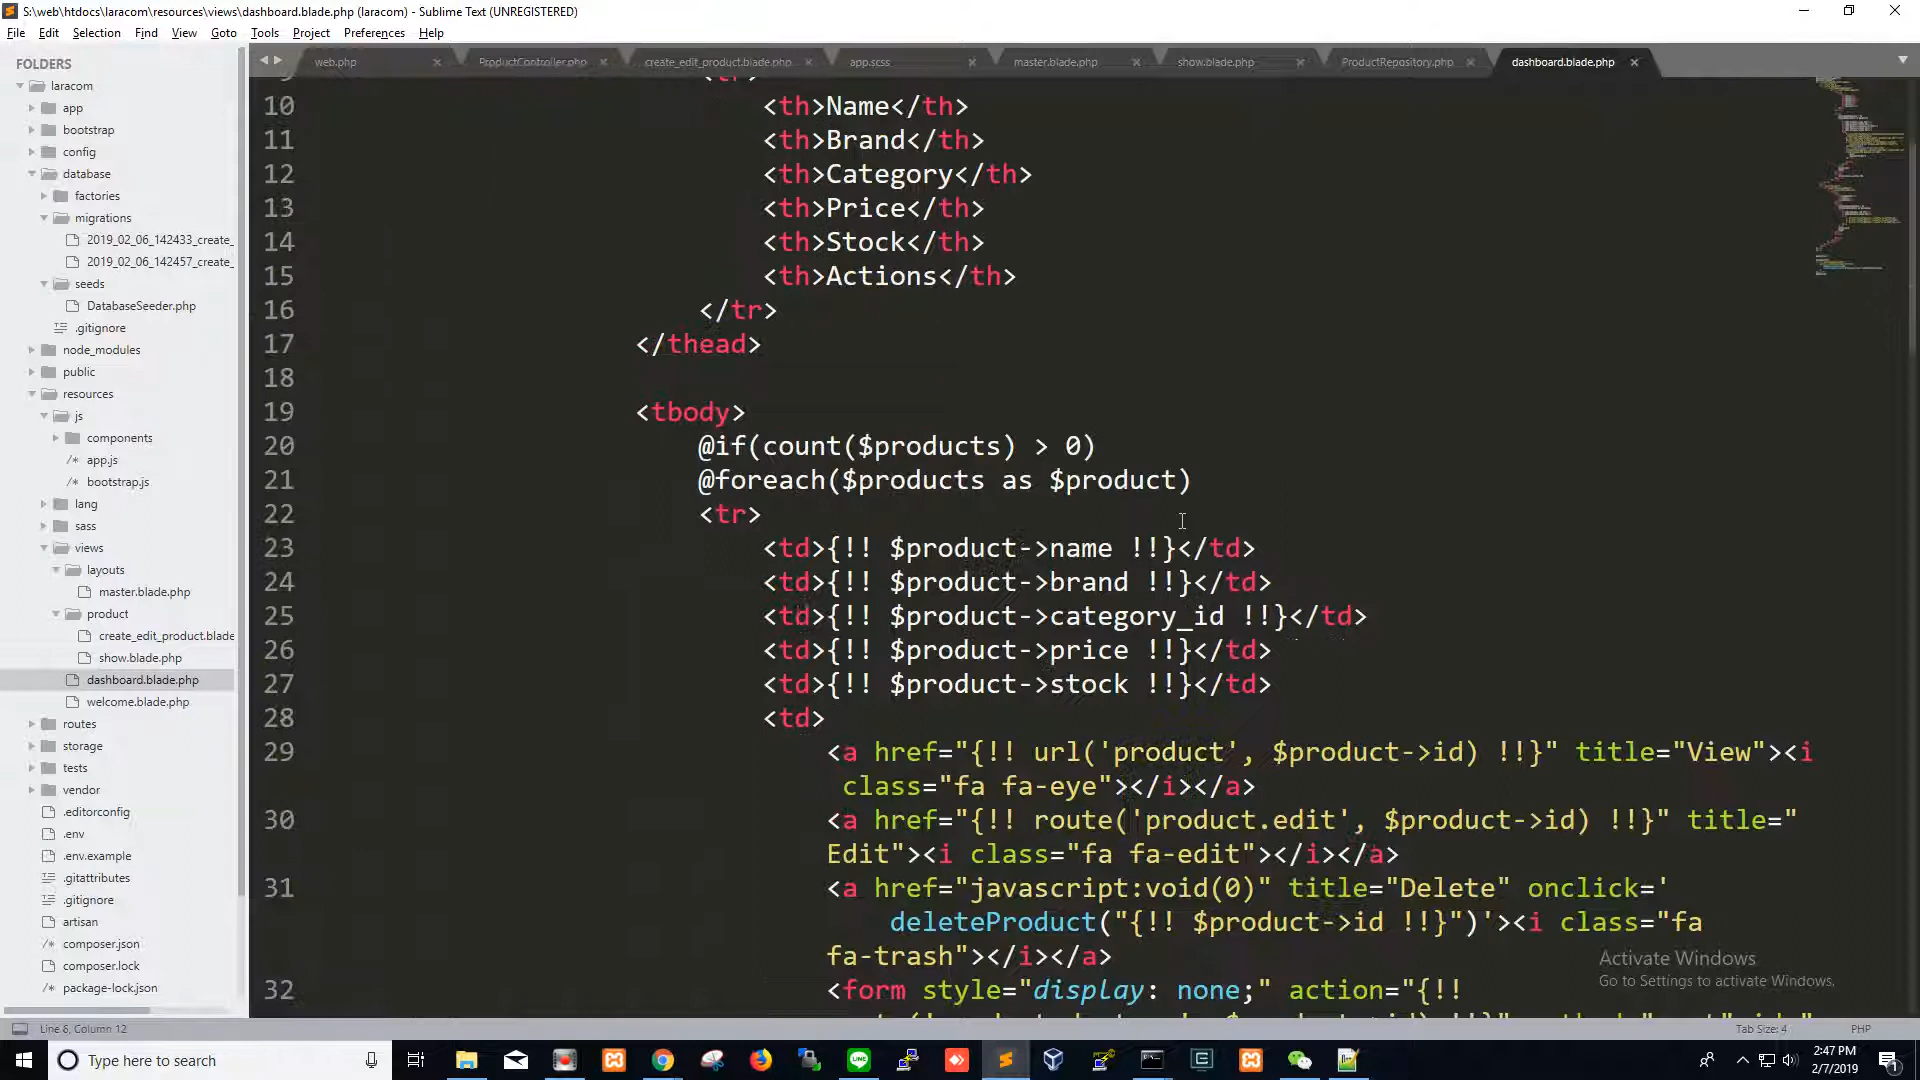 S:\web\htdocs\laracom\resources\views\dashboard.blade.php (laracom) - Sublime Text (UNREGISTERED)
File Edit Selection Find View Goto Tools Project Preferences Help
FOLDERS
laracom
app
bootstrap
config
database
factories
migrations
2019_02_06_142433_create_
2019_02_06_142457_create_
seeds
DatabaseSeeder.php
.gitignore
node_modules
public
resources
js
components
app.js
bootstrap.js
lang
sass
views
layouts
master.blade.php
product
create_edit_product.blade
show.blade.php
dashboard.blade.php
welcome.blade.php
routes
storage
tests
vendor
.editorconfig
.env
.env.example
.gitattributes
.gitignore
artisan
composer.json
composer.lock
package-lock.json
web.php ProductController.php create_edit_product.blade.php app.scss master.blade.php show.blade.php ProductRepository.php dashboard.blade.php
10 <th>Name</th>
11 <th>Brand</th>
12 <th>Category</th>
13 <th>Price</th>
14 <th>Stock</th>
15 <th>Actions</th>
16 </tr>
17 </thead>
18
19 <tbody>
20 @if(count($products) > 0)
21 @foreach($products as $product)
22 <tr>
23 <td>{!! $product->name !!}</td>
24 <td>{!! $product->brand !!}</td>
25 <td>{!! $product->category_id !!}</td>
26 <td>{!! $product->price !!}</td>
27 <td>{!! $product->stock !!}</td>
28 <td>
29 <a href="{!! url('product', $product->id) !!}" title="View"><i
class="fa fa-eye"></i></a>
30 <a href="{!! route('product.edit', $product->id) !!}" title="
Edit"><i class="fa fa-edit"></i></a>
31 <a href="javascript:void(0)" title="Delete" onclick='
deleteProduct("{!! $product->id !!}")'><i class="fa
fa-trash"></i></a>
32 <form style="display: none;" action="{!!
Activate Windows
Go to Settings to activate Windows.
Line 6, Column 12
Tab Size: 4 PHP
Type here to search
2:47 PM
2/7/2019